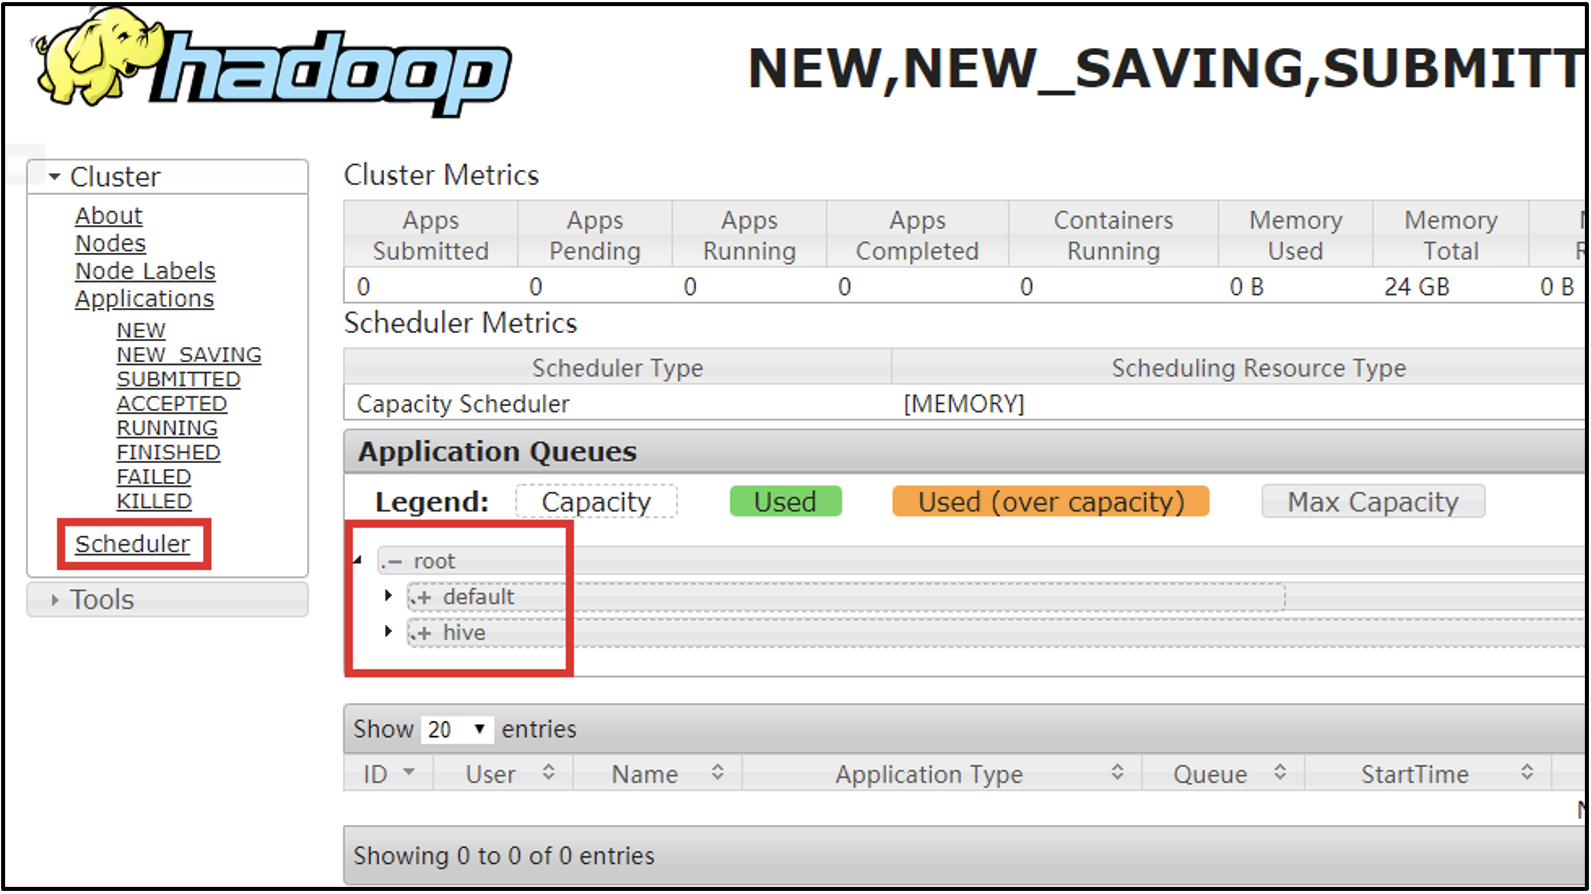 hadoop
NEW,NEW_SAVING,SUBMITT
Cluster
About
Nodes
Node Labels
Applications
NEW
NEW_SAVING
SUBMITTED
ACCEPTED
RUNNING
FINISHED
FAILED
KILLED
Scheduler
Tools
Cluster Metrics
Apps Submitted Apps Pending Apps Running Apps Completed Containers Running Memory Used Memory Total
0 0 0 0 0 0 B 24 GB 0 B
Scheduler Metrics
Scheduler Type Scheduling Resource Type
Capacity Scheduler [MEMORY]
Application Queues
Legend: Capacity Used Used (over capacity) Max Capacity
.– root
.+ default
.+ hive
Show 20 entries
ID User Name Application Type Queue StartTime
Showing 0 to 0 of 0 entries